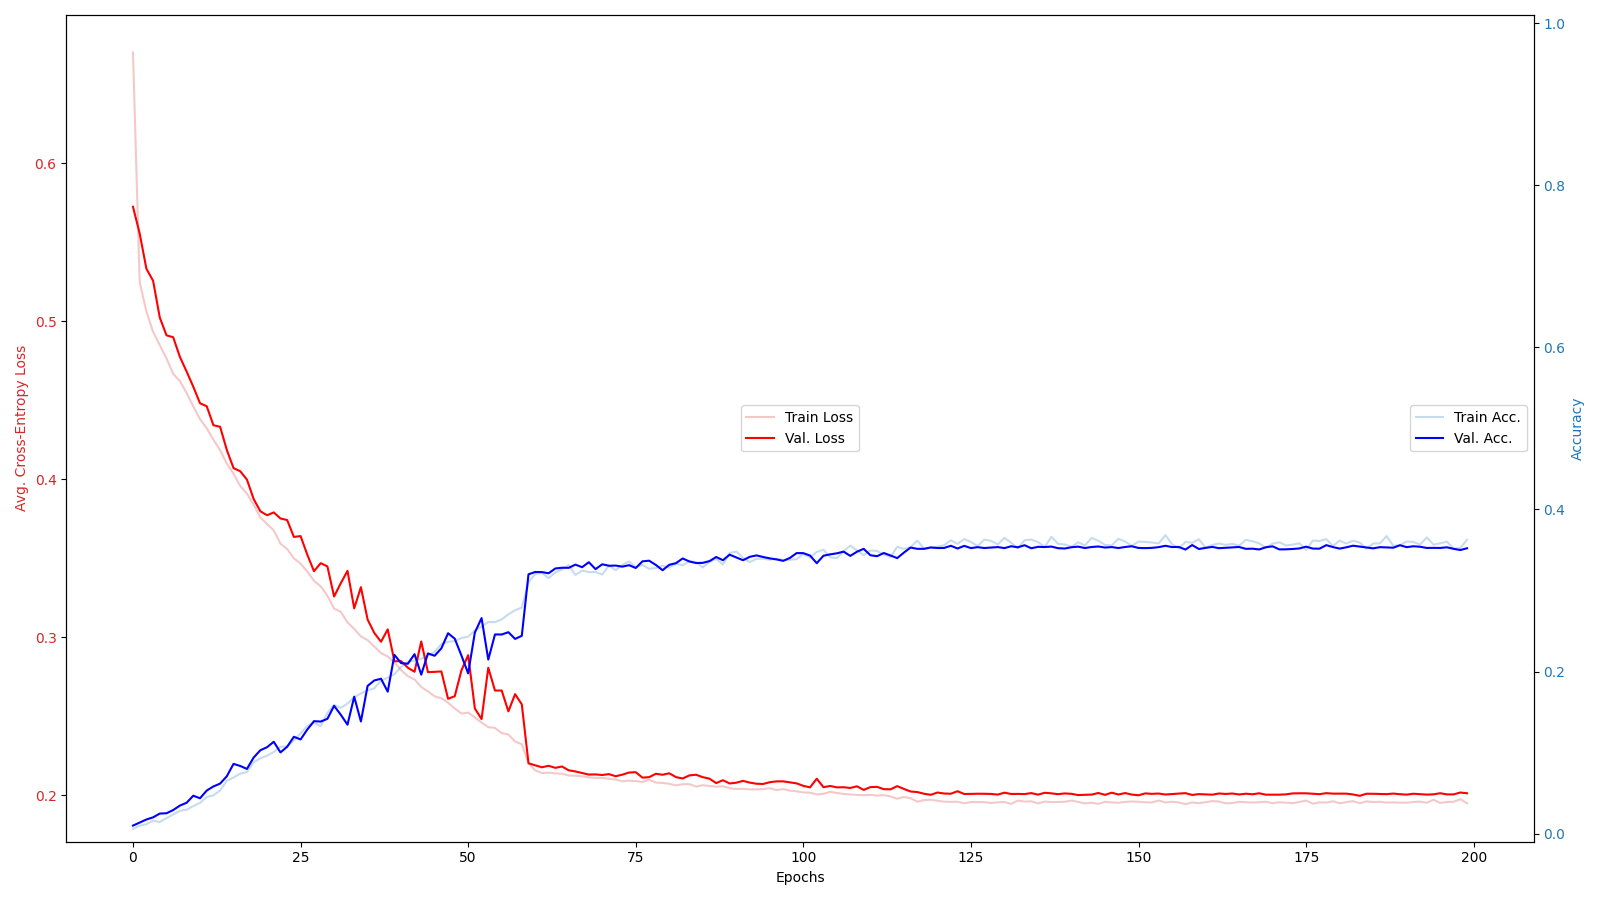 1.0
0.6
0.8
0.5
0.6
Avg. Cross-Entropy Loss
Train Loss
Val. Loss
Train Acc.
Val. Acc.
Accuracy
0.4
0.4
0.3
0.2
0.2
0.0
0 25 50 75 100 125 150 175 200
Epochs